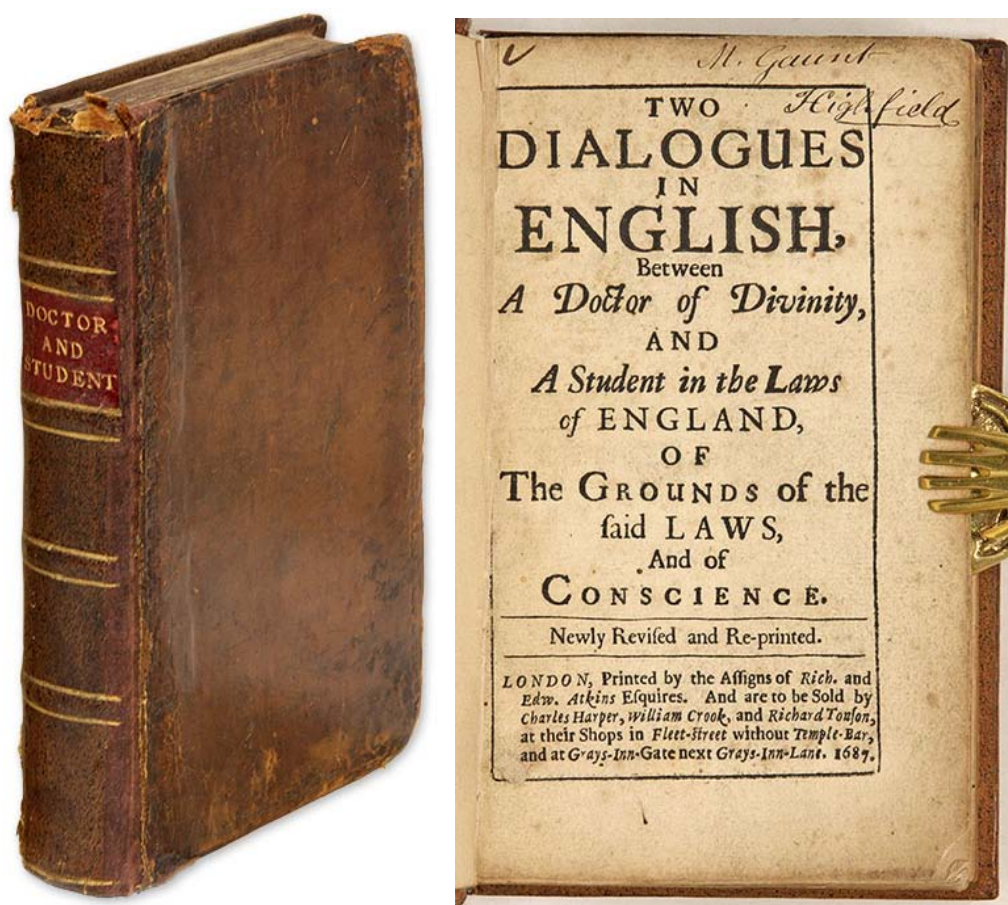 DOCTOR
AND
STUDENT
M. Gaunt
Highfield
TWO
DIALOGUES
IN
ENGLISH,
Between
A Doctor of Divinity,
AND
A Student in the Laws
of ENGLAND,
OF
The GROUNDS of the
ſaid LAWS,
And of
CONSCIENCE.
Newly Reviſed and Re-printed.
LONDON, Printed by the Aſſigns of Rich. and
Edw. Atkins Eſquires. And are to be Sold by
Charles Harper, William Crook, and Richard Tonſon,
at their Shops in Fleet-ſtreet without Temple-Bar,
and at Grays-Inn-Gate next Grays-Inn-Lane. 1687.